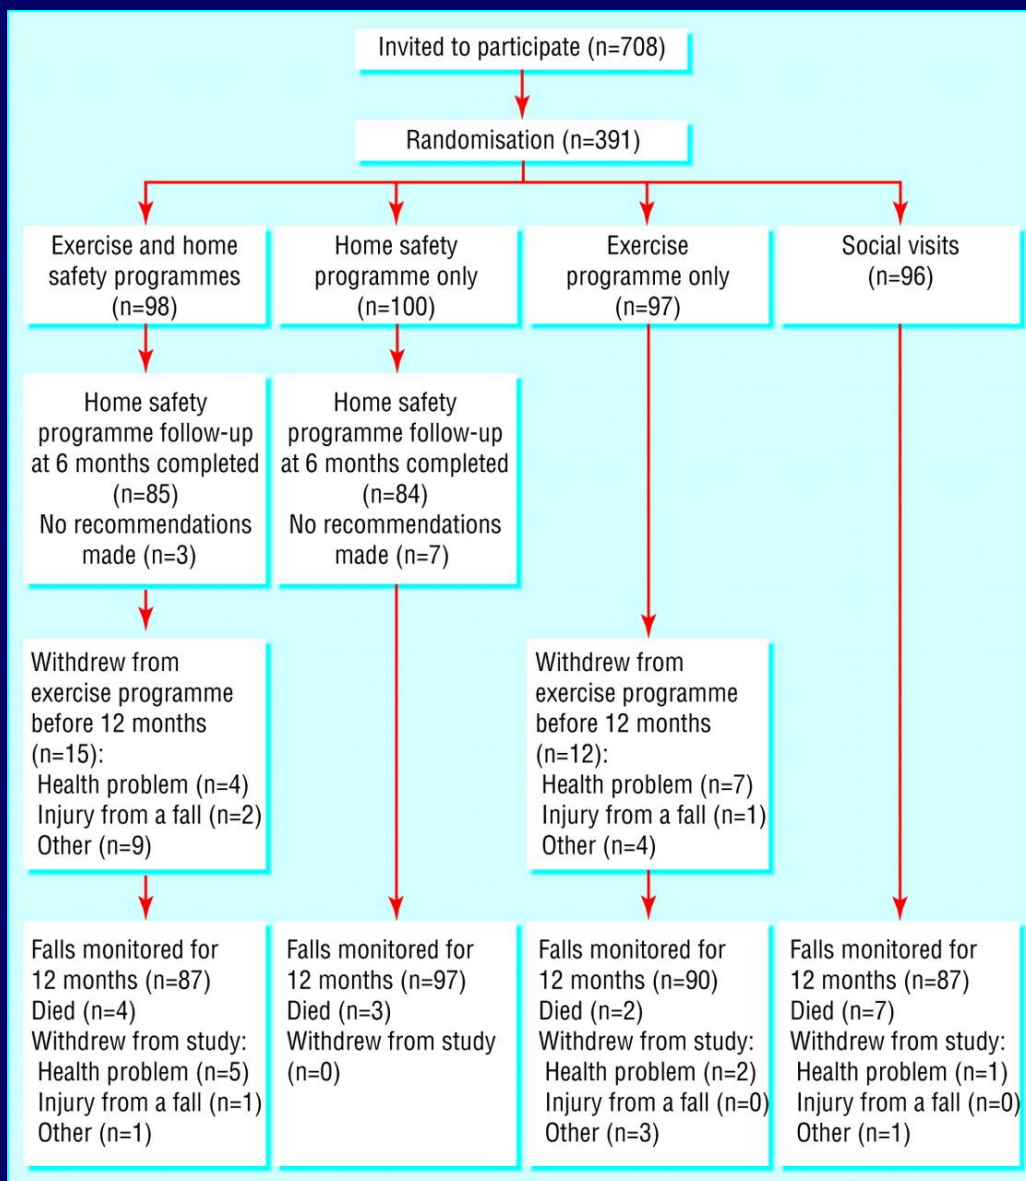 Invited to participate (n=708)
Randomisation (n=391)
Exercise and home
safety programmes
(n=98)
Home safety
programme only
(n=100)
Exercise
programme only
(n=97)
Social visits
(n=96)
Home safety
programme follow-up
at 6 months completed
(n=85)
No recommendations
made (n=3)
Home safety
programme follow-up
at 6 months completed
(n=84)
No recommendations
made (n=7)
Withdrew from
exercise programme
before 12 months
(n=15):
Health problem (n=4)
Injury from a fall (n=2)
Other (n=9)
Withdrew from
exercise programme
before 12 months
(n=12):
Health problem (n=7)
Injury from a fall (n=1)
Other (n=4)
Falls monitored for
12 months (n=87)
Died (n=4)
Withdrew from study:
Health problem (n=5)
Injury from a fall (n=1)
Other (n=1)
Falls monitored for
12 months (n=97)
Died (n=3)
Withdrew from study
(n=0)
Falls monitored for
12 months (n=90)
Died (n=2)
Withdrew from study:
Health problem (n=2)
Injury from a fall (n=0)
Other (n=3)
Falls monitored for
12 months (n=87)
Died (n=7)
Withdrew from study:
Health problem (n=1)
Injury from a fall (n=0)
Other (n=1)